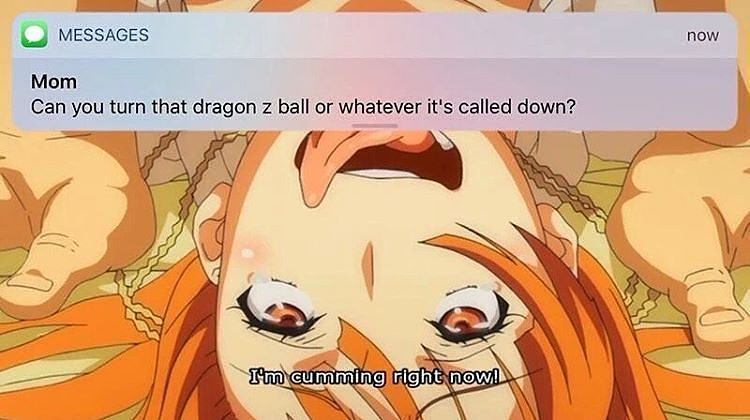 MESSAGES
now
Mom
Can you turn that dragon z ball or whatever it's called down?
I'm cumming right now!